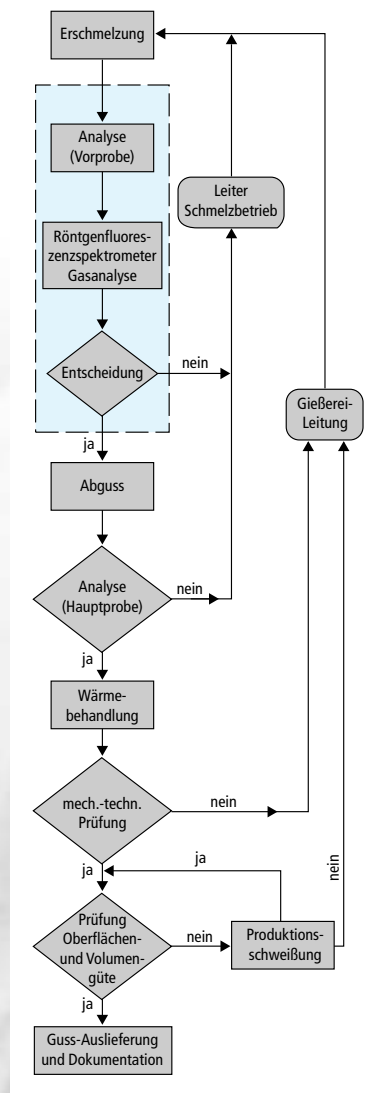 Erschmelzung
Analyse
(Vorprobe)
Leiter
Schmelzbetrieb
Röntgenfluores-
zenzspektrometer
Gasanalyse
Entscheidung
nein
Gießerei-
Leitung
ja
Abguss
Analyse
(Hauptprobe)
nein
ja
Wärme-
behandlung
mech.-techn.
Prüfung
nein
ja
ja
nein
Prüfung
Oberflächen-
und Volumen-
güte
nein
Produktions-
schweißung
ja
Guss-Auslieferung
und Dokumentation